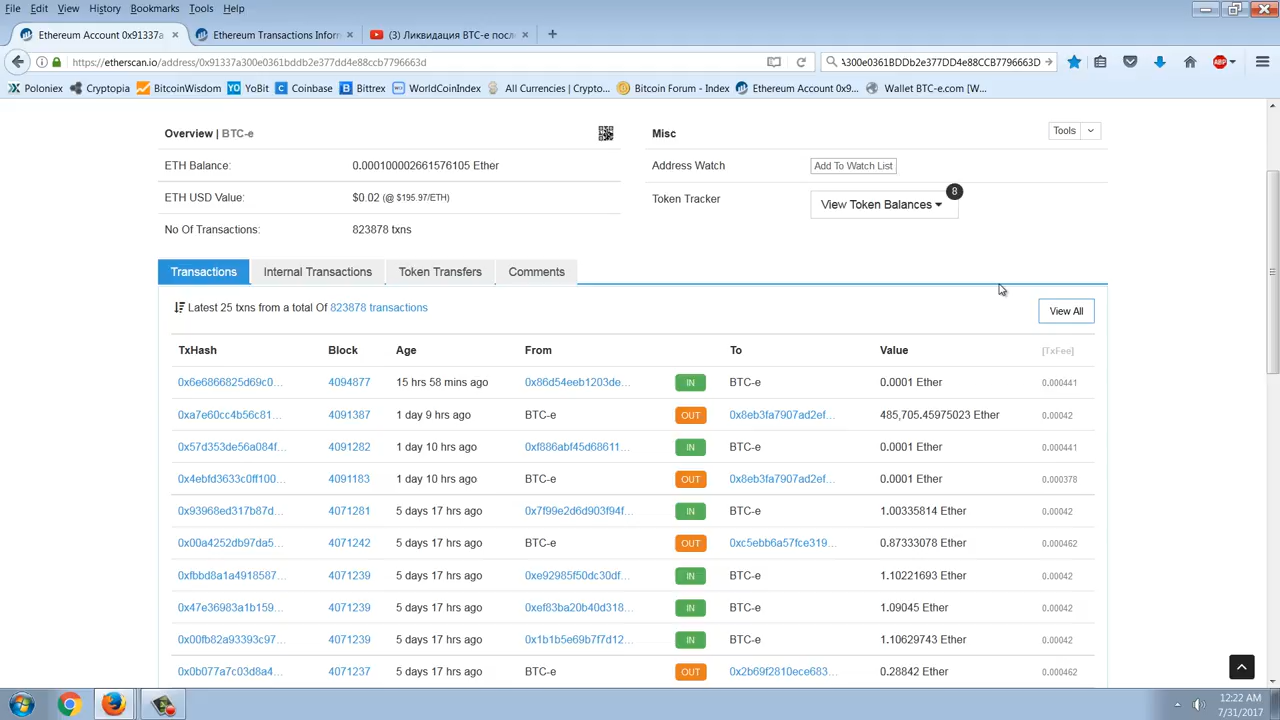 File Edit View History Bookmarks Tools Help
Ethereum Account 0x91337a × Ethereum Transactions Infor × (3) Ликвидация BTC-e посл × +
https://etherscan.io/address/0x91337a300e0361bddb2e377dd4e88ccb7796663d A300e0361BDDb2e377DD4E88CCB7796663D ABP
Poloniex Cryptopia BitcoinWisdom YO YoBit C Coinbase B Bittrex WorldCoinIndex All Currencies | Crypto... Bitcoin Forum - Index Ethereum Account 0x9... Wallet BTC-e.com [W...
Overview | BTC-e
ETH Balance: 0.000100002661576105 Ether
ETH USD Value: $0.02 (@ $195.97/ETH)
No Of Transactions: 823878 txns
Misc Tools
Address Watch Add To Watch List
Token Tracker View Token Balances 8
Transactions Internal Transactions Token Transfers Comments
Latest 25 txns from a total Of 823878 transactions View All
TxHash Block Age From To Value [TxFee]
0x6e6866825d69c0... 4094877 15 hrs 58 mins ago 0x86d54eeb1203de... IN BTC-e 0.0001 Ether 0.000441
0xa7e60cc4b56c81... 4091387 1 day 9 hrs ago BTC-e OUT 0x8eb3fa7907ad2ef... 485,705.45975023 Ether 0.00042
0x57d353de56a084f... 4091282 1 day 10 hrs ago 0xf886abf45d68611... IN BTC-e 0.0001 Ether 0.000441
0x4ebfd3633c0ff100... 4091183 1 day 10 hrs ago BTC-e OUT 0x8eb3fa7907ad2ef... 0.0001 Ether 0.000378
0x93968ed317b87d... 4071281 5 days 17 hrs ago 0x7f99e2d6d903f94f... IN BTC-e 1.00335814 Ether 0.00042
0x00a4252db97da5... 4071242 5 days 17 hrs ago BTC-e OUT 0xc5ebb6a57fce319... 0.87333078 Ether 0.000462
0xfbbd8a1a4918587... 4071239 5 days 17 hrs ago 0xe92985f50dc30df... IN BTC-e 1.10221693 Ether 0.00042
0x47e36983a1b159... 4071239 5 days 17 hrs ago 0xef83ba20b40d318... IN BTC-e 1.09045 Ether 0.00042
0x00fb82a93393c97... 4071239 5 days 17 hrs ago 0x1b1b5e69b7f7d12... IN BTC-e 1.10629743 Ether 0.00042
0x0b077a7c03d8a4... 4071237 5 days 17 hrs ago BTC-e OUT 0x2b69f2810ece683... 0.28842 Ether 0.000462
12:22 AM
7/31/2017